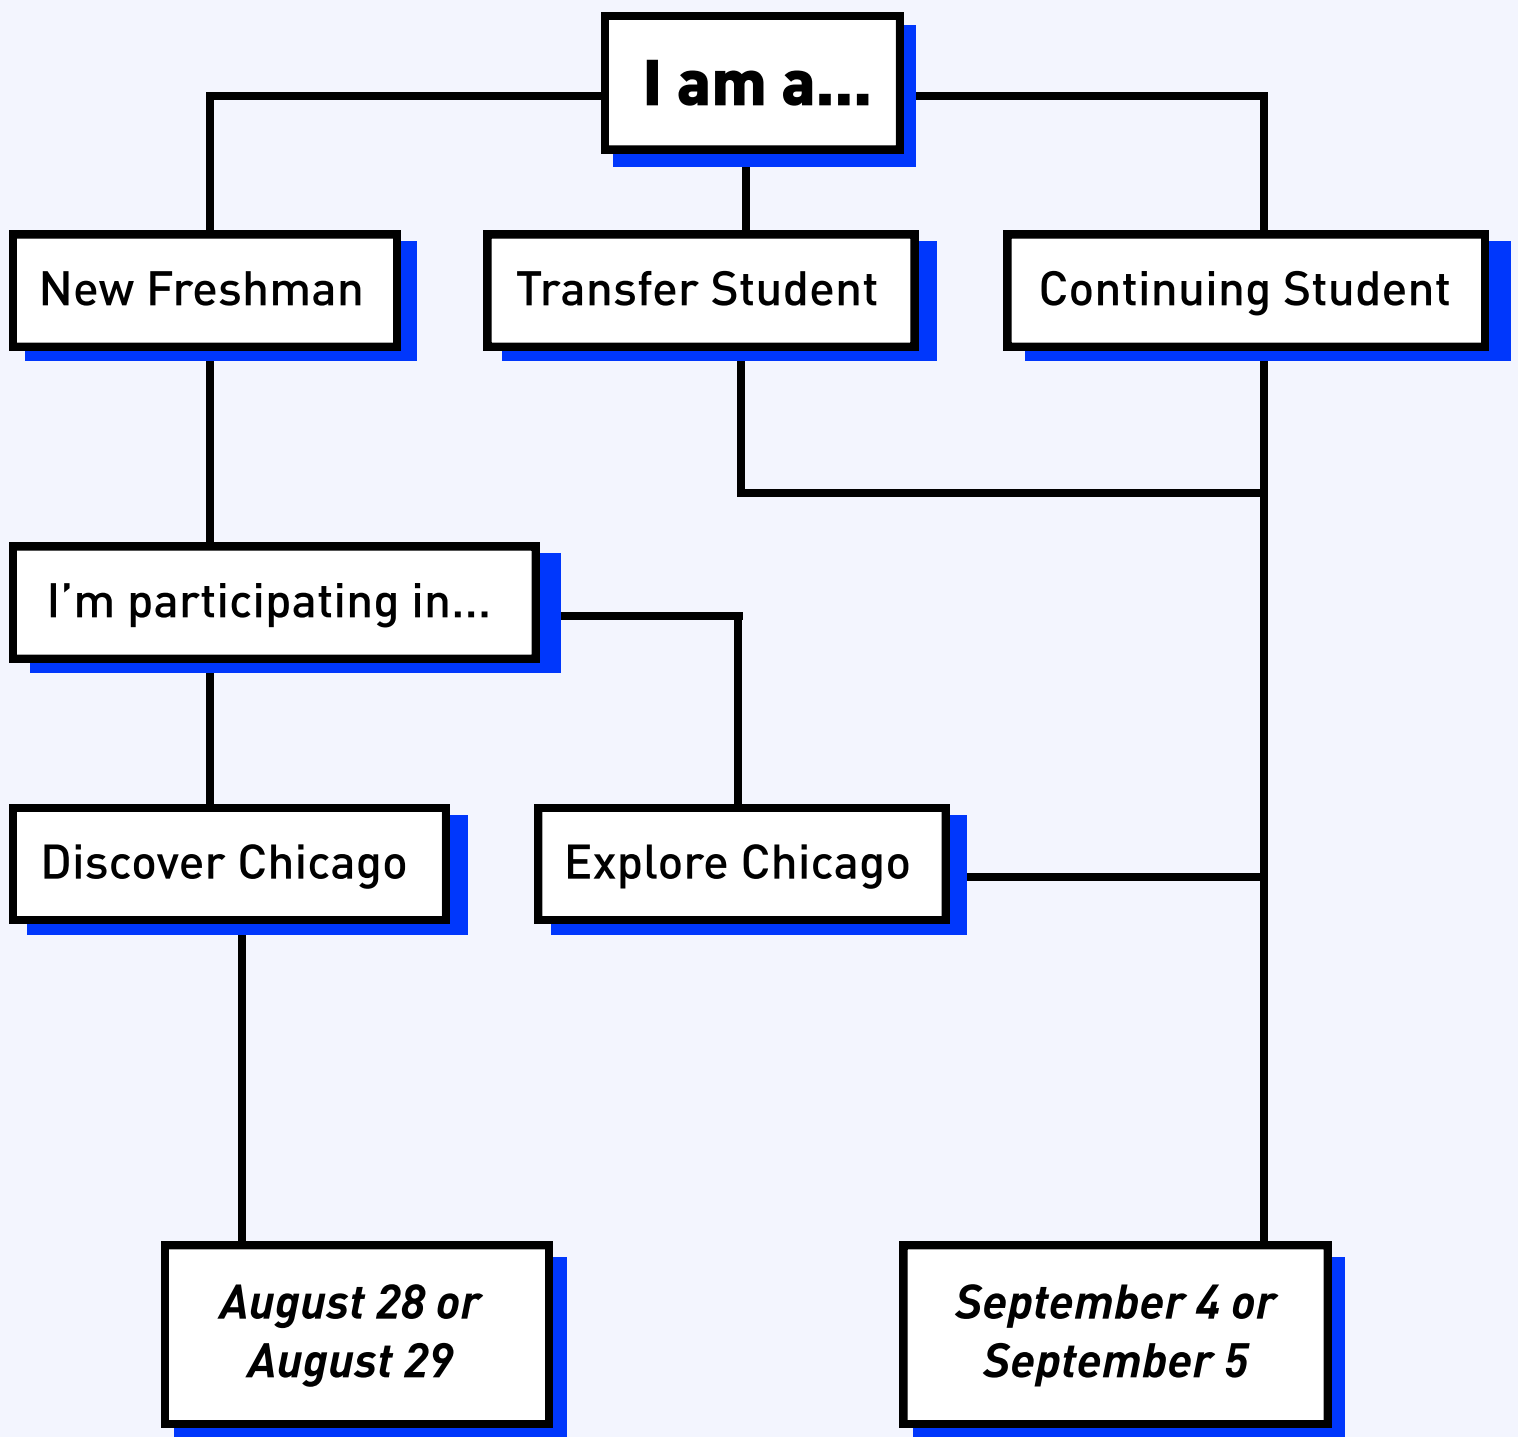 I am a...
New Freshman
Transfer Student
Continuing Student
I’m participating in...
Discover Chicago
Explore Chicago
August 28 or
August 29
September 4 or
September 5